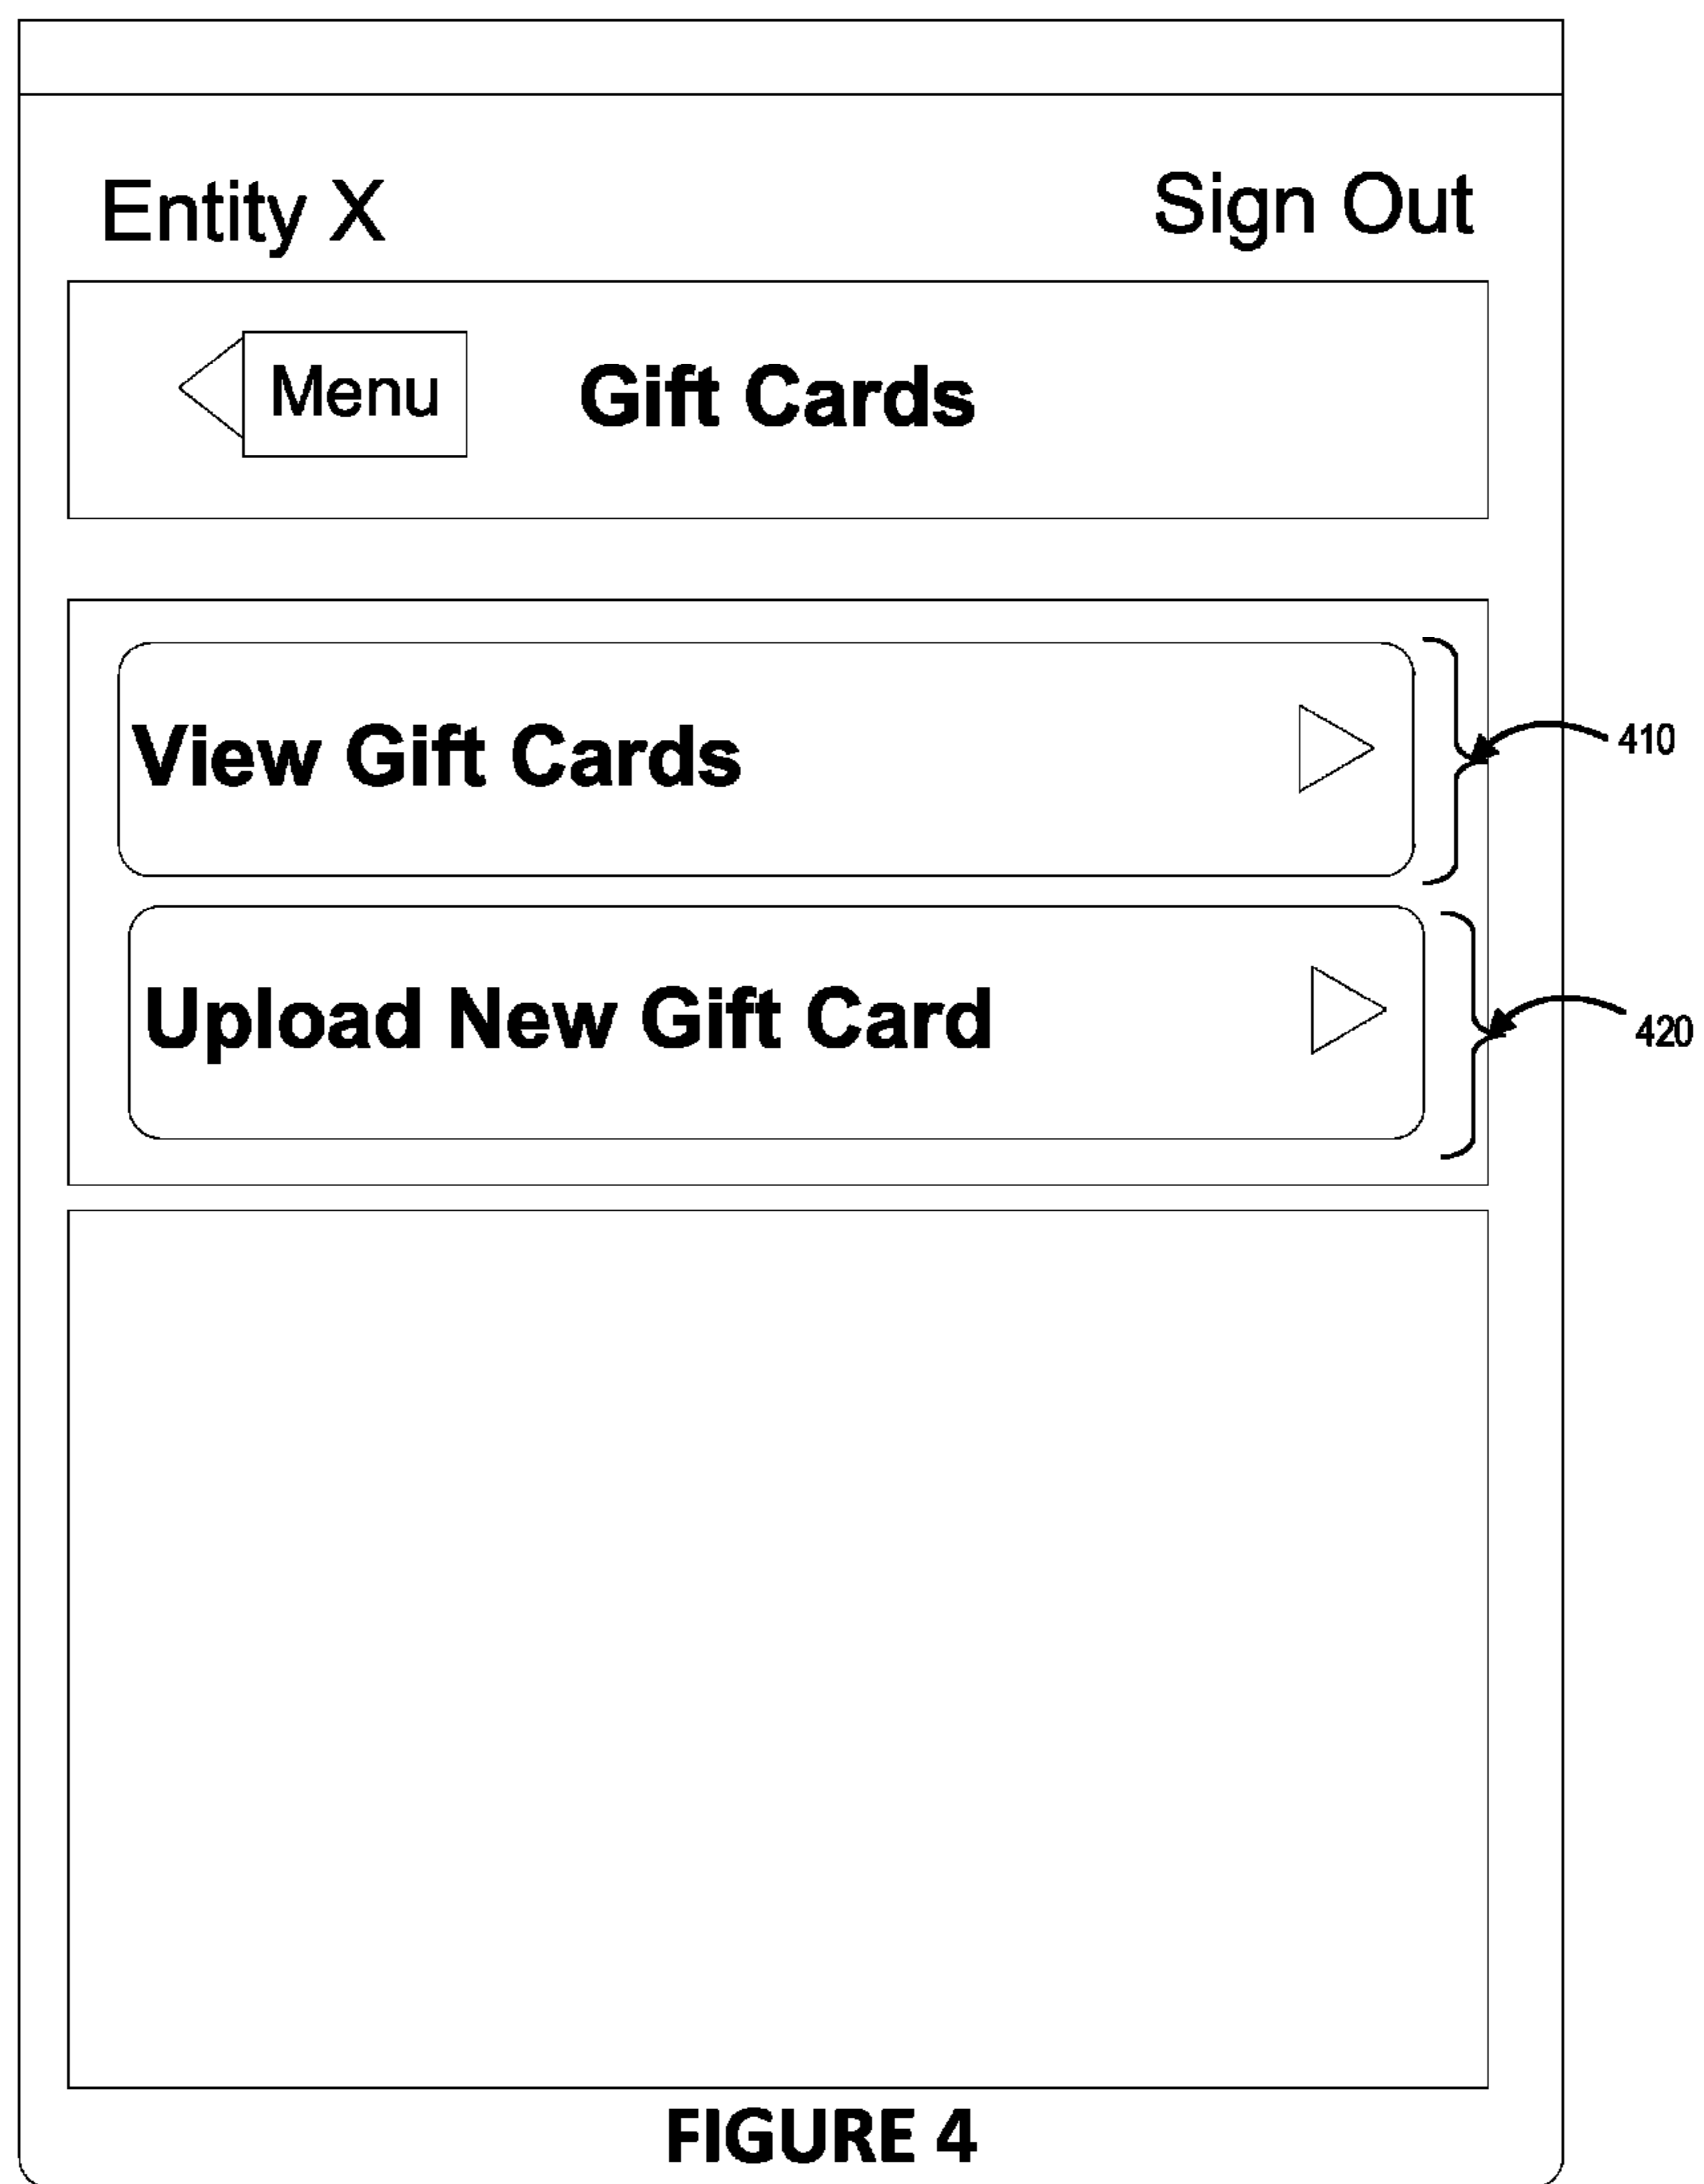 Entity X Sign Out
Menu Gift Cards
View Gift Cards
410
Upload New Gift Card
420
FIGURE 4